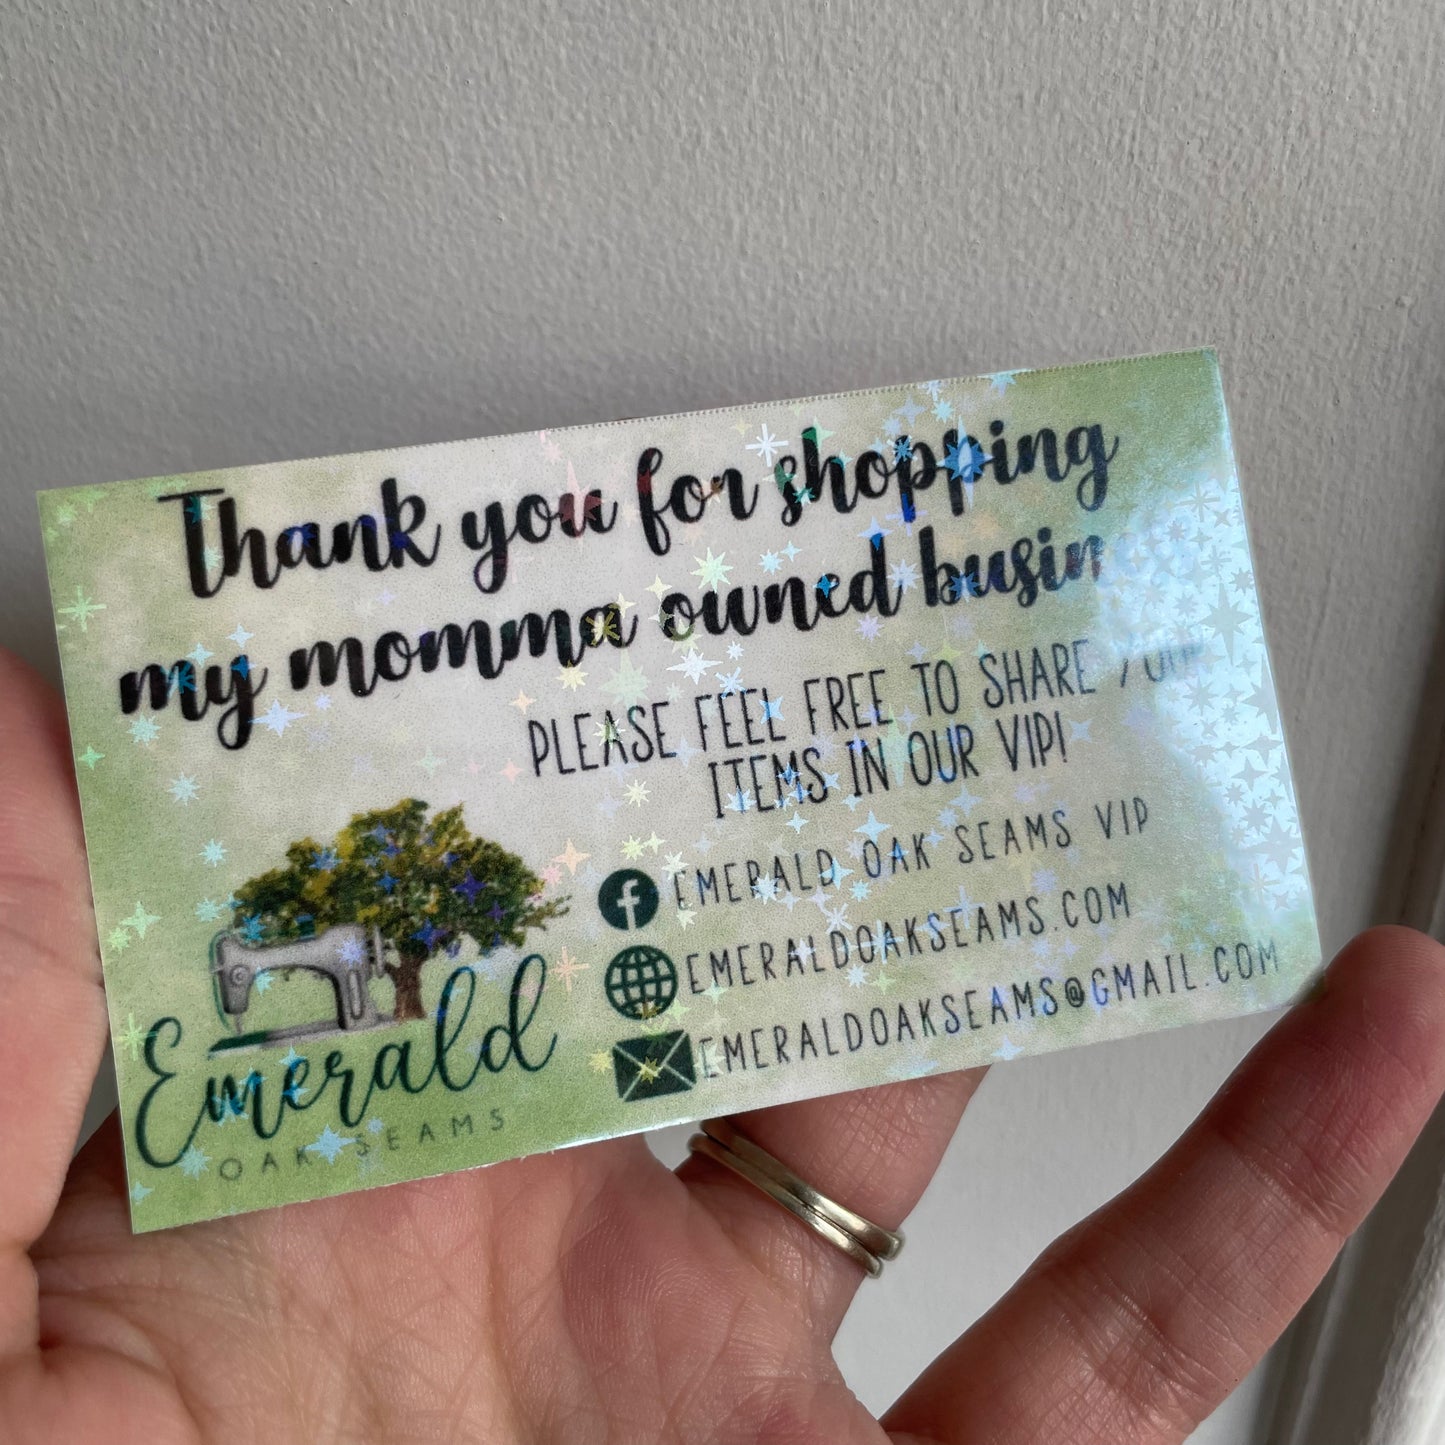 Thank you for shopping
my momma owned busin
PLEASE FEEL FREE TO SHARE YOUR
ITEMS IN OUR VIP!
EMERALD OAK SEAMS VIP
EMERALDOAKSEAMS.COM
EMERALDOAKSEAMS@GMAIL.COM
Emerald
OAK SEAMS